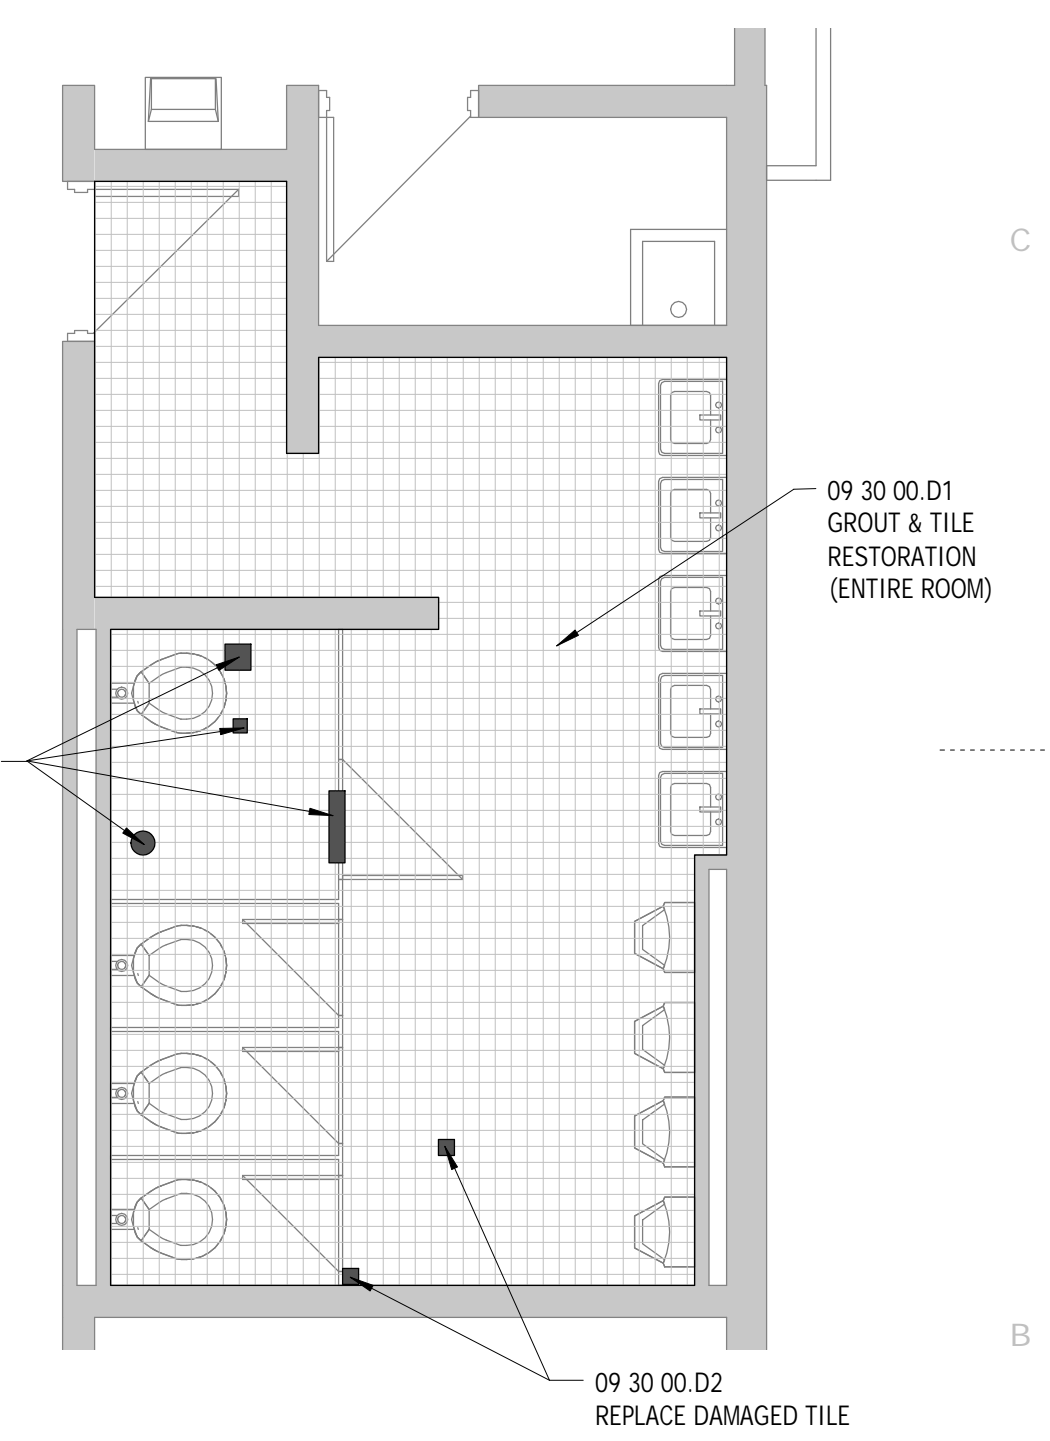 C
09 30 00.D1
GROUT & TILE
RESTORATION
(ENTIRE ROOM)
B
09 30 00.D2
REPLACE DAMAGED TILE